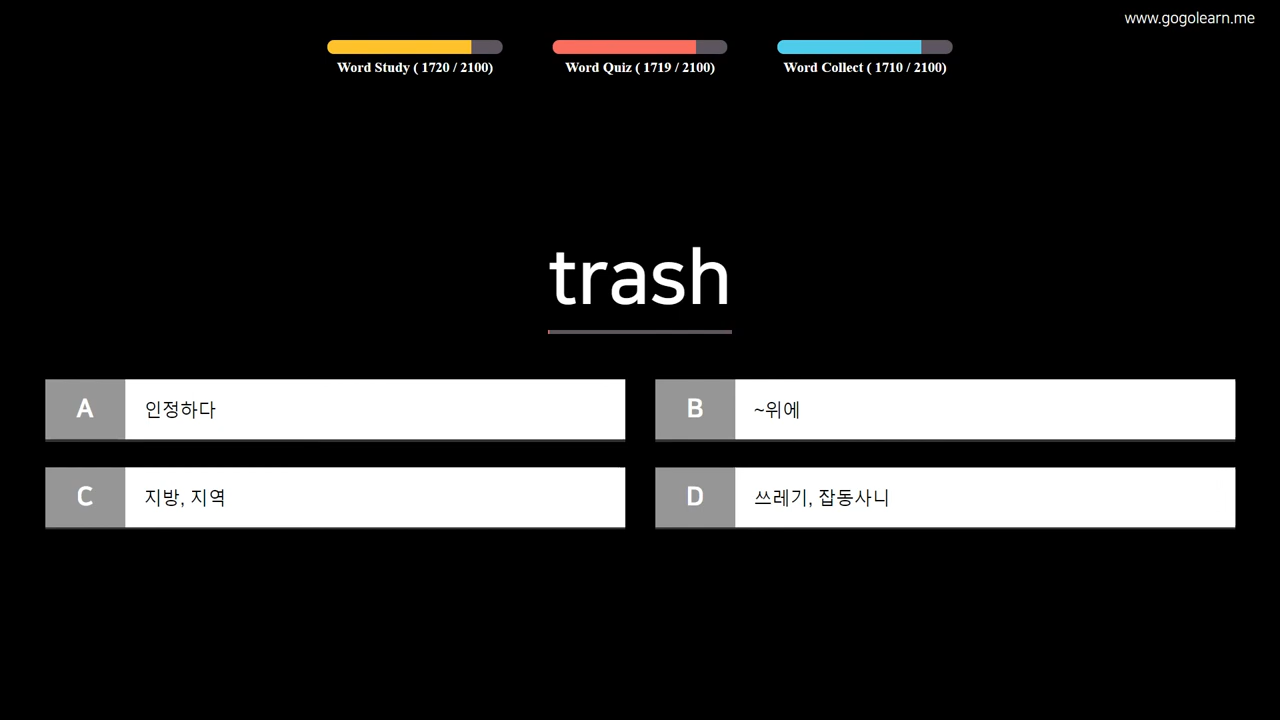 www.gogolearn.me
Word Study ( 1720 / 2100)
Word Quiz ( 1719 / 2100)
Word Collect ( 1710 / 2100)
trash
A 인정하다
B ~위에
C 지방, 지역
D 쓰레기, 잡동사니